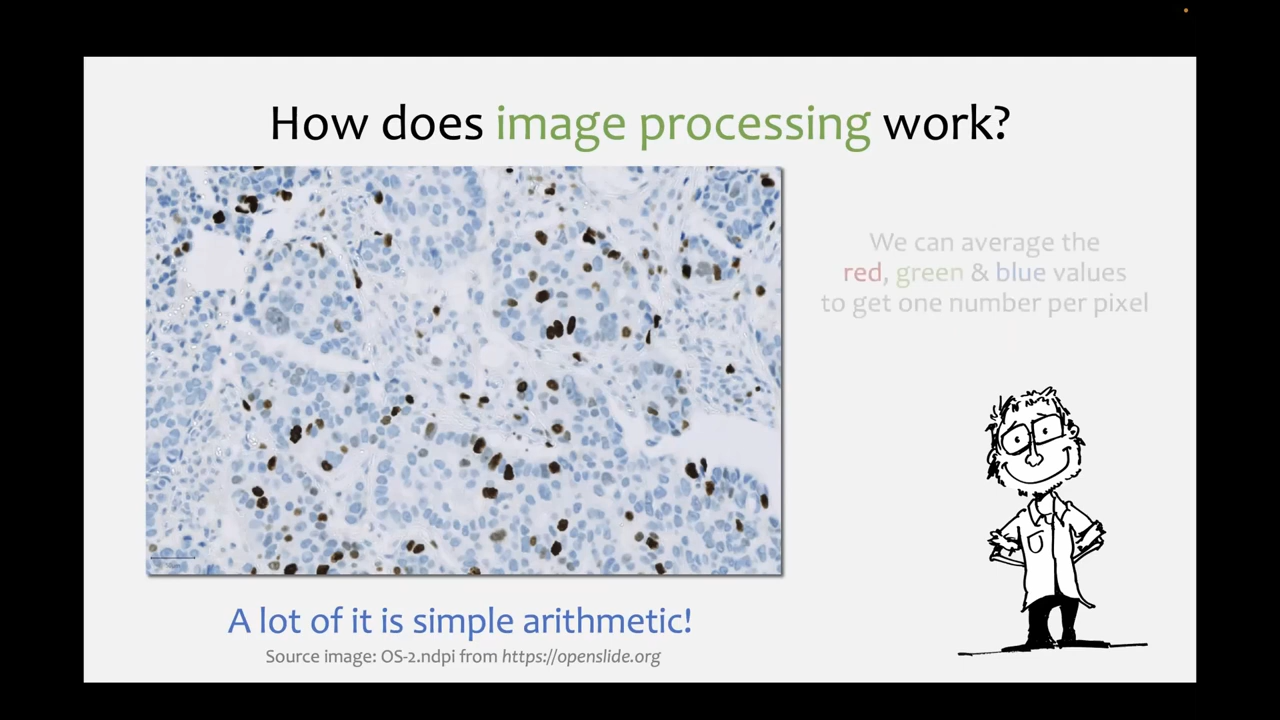 How does image processing work?
We can average the
red, green & blue values
to get one number per pixel
A lot of it is simple arithmetic!
Source image: OS-2.ndpi from https://openslide.org